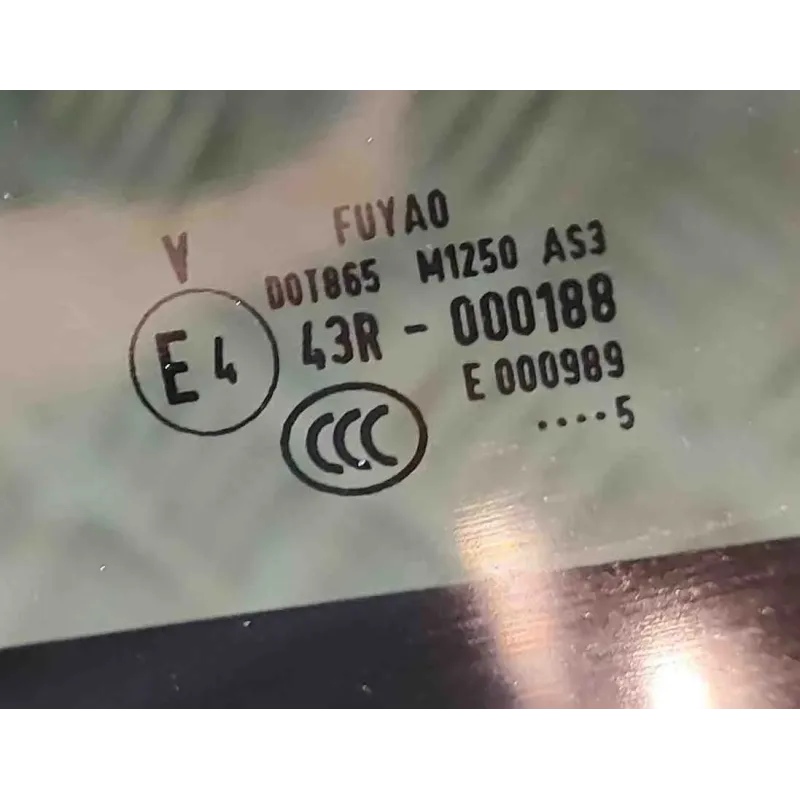 FUYAO
V
DOT865 M1250 AS3
E4 43R - 000188
E 000989
CCC
....5